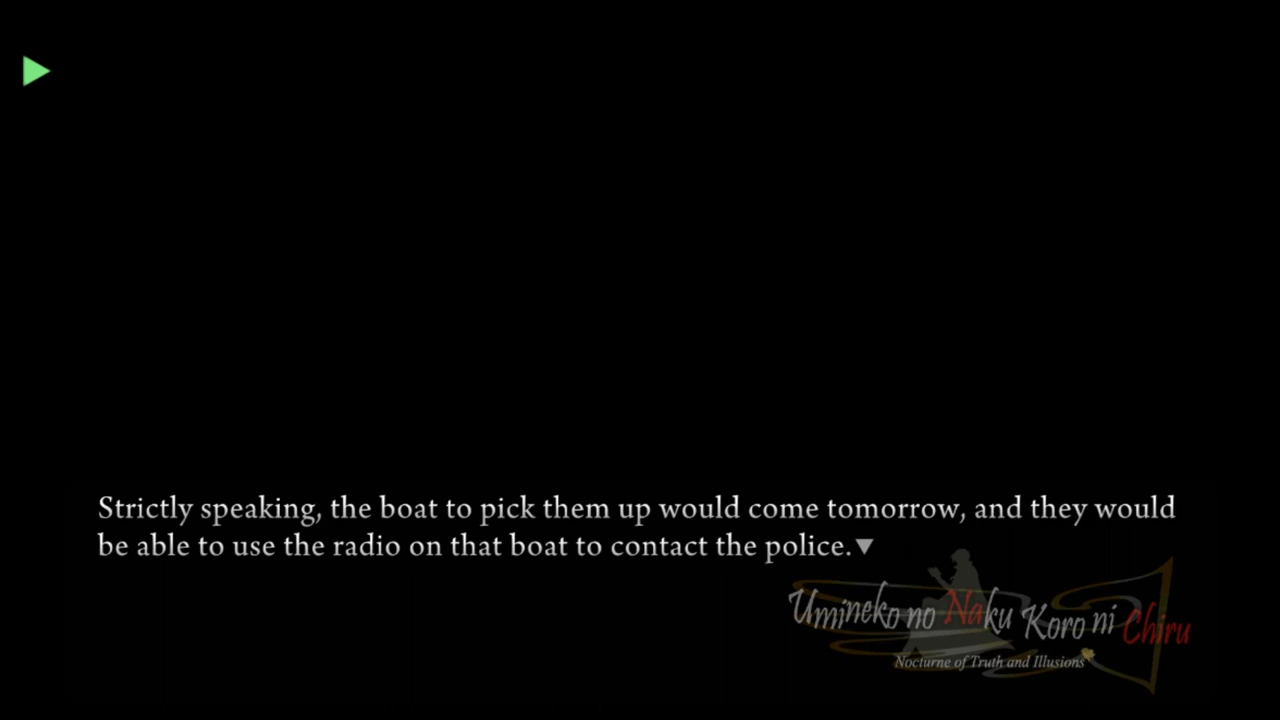 Strictly speaking, the boat to pick them up would come tomorrow, and they would
be able to use the radio on that boat to contact the police.
Umineko no Naku Koro ni Chiru
Nocturne of Truth and Illusions